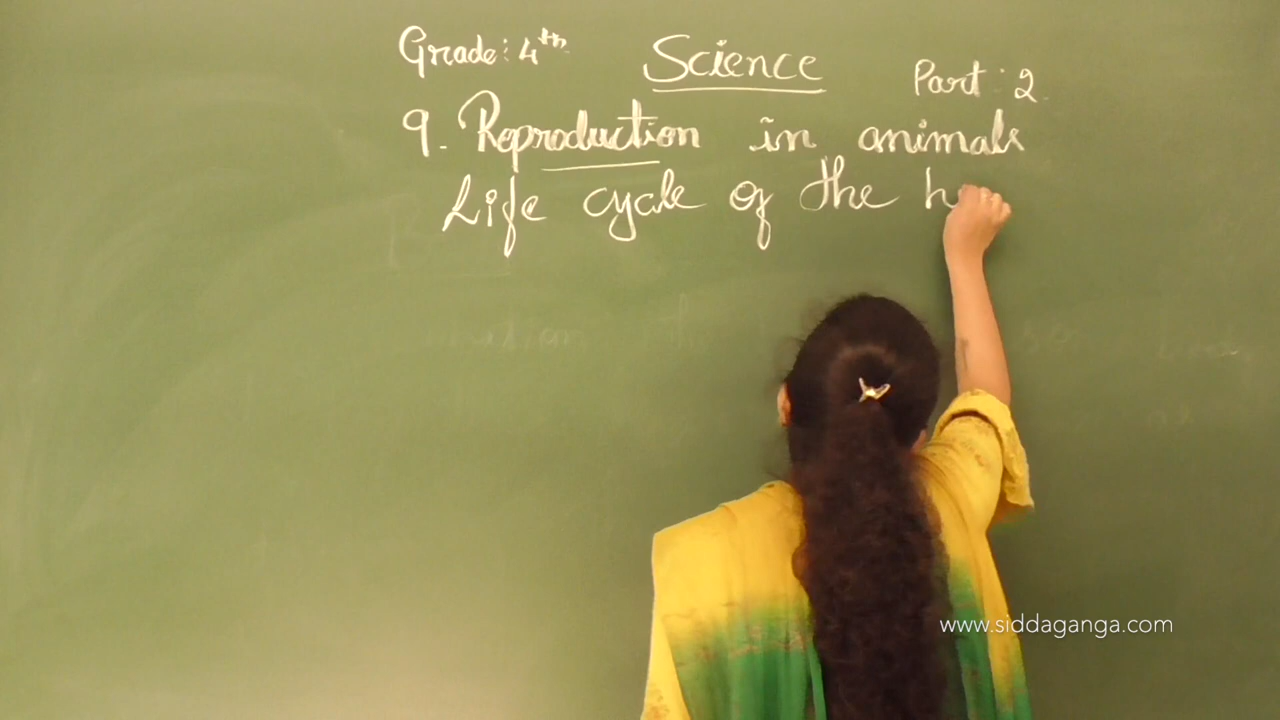 Grade: 4th Science Part: 2
9. Reproduction in animals
Life cycle of the h
www.siddaganga.com